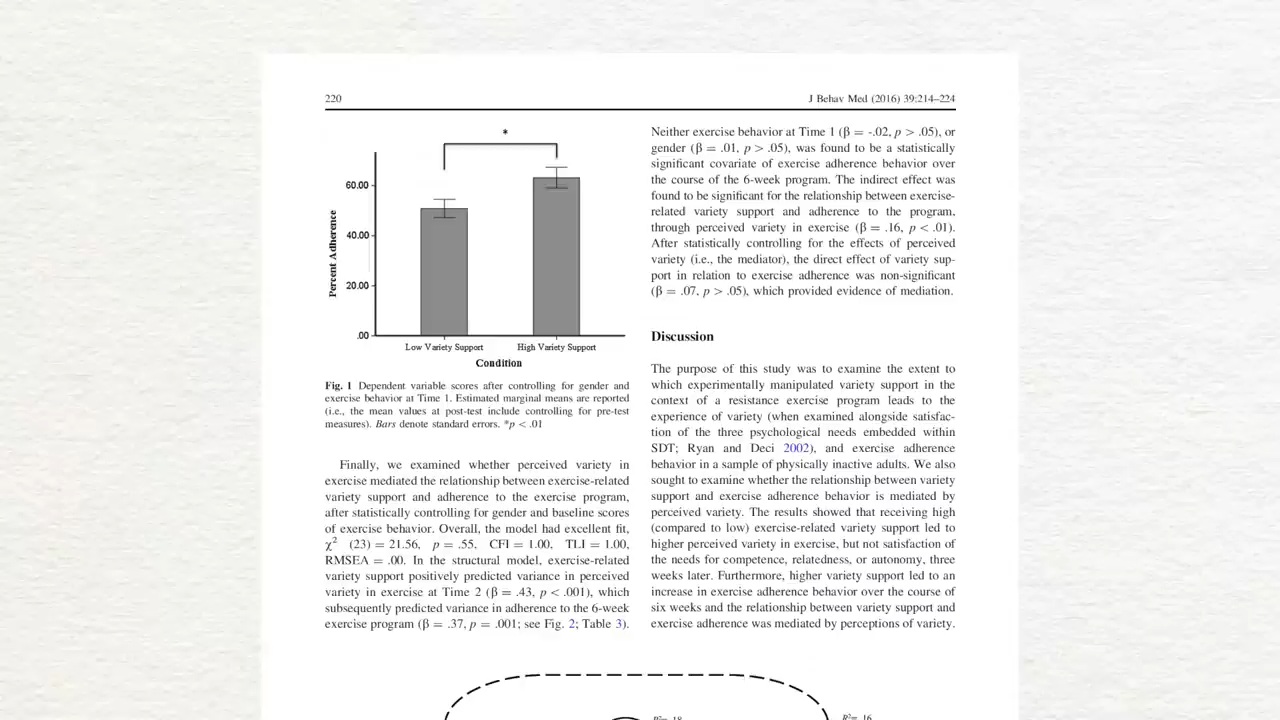 220
J Behav Med (2016) 39:214–224
*
60.00
40.00
20.00
.00
Percent Adherence
Low Variety Support
High Variety Support
Condition
Fig. 1 Dependent variable scores after controlling for gender and
exercise behavior at Time 1. Estimated marginal means are reported
(i.e., the mean values at post-test include controlling for pre-test
measures). Bars denote standard errors. *p < .01
Finally, we examined whether perceived variety in
exercise mediated the relationship between exercise-related
variety support and adherence to the exercise program,
after statistically controlling for gender and baseline scores
of exercise behavior. Overall, the model had excellent fit,
χ² (23) = 21.56, p = .55, CFI = 1.00, TLI = 1.00,
RMSEA = .00. In the structural model, exercise-related
variety support positively predicted variance in perceived
variety in exercise at Time 2 (β = .43, p < .001), which
subsequently predicted variance in adherence to the 6-week
exercise program (β = .37, p = .001; see Fig. 2; Table 3).
Neither exercise behavior at Time 1 (β = -.02, p > .05), or
gender (β = .01, p > .05), was found to be a statistically
significant covariate of exercise adherence behavior over
the course of the 6-week program. The indirect effect was
found to be significant for the relationship between exercise-
related variety support and adherence to the program,
through perceived variety in exercise (β = .16, p < .01).
After statistically controlling for the effects of perceived
variety (i.e., the mediator), the direct effect of variety sup-
port in relation to exercise adherence was non-significant
(β = .07, p > .05), which provided evidence of mediation.
Discussion
The purpose of this study was to examine the extent to
which experimentally manipulated variety support in the
context of a resistance exercise program leads to the
experience of variety (when examined alongside satisfac-
tion of the three psychological needs embedded within
SDT; Ryan and Deci 2002), and exercise adherence
behavior in a sample of physically inactive adults. We also
sought to examine whether the relationship between variety
support and exercise adherence behavior is mediated by
perceived variety. The results showed that receiving high
(compared to low) exercise-related variety support led to
higher perceived variety in exercise, but not satisfaction of
the needs for competence, relatedness, or autonomy, three
weeks later. Furthermore, higher variety support led to an
increase in exercise adherence behavior over the course of
six weeks and the relationship between variety support and
exercise adherence was mediated by perceptions of variety.